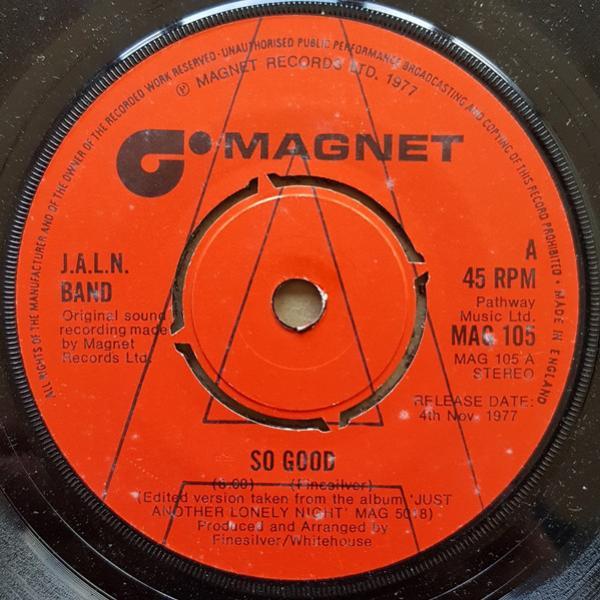 ALL RIGHTS OF THE MANUFACTURER AND OF THE OWNER OF THE RECORDED WORK RESERVED · UNAUTHORISED PUBLIC PERFORMANCE BROADCASTING AND COPYING OF THIS RECORD PROHIBITED • MADE IN ENGLAND
℗ MAGNET RECORDS LTD. 1977
MAGNET
J.A.L.N.
BAND
Original sound
recording made
by Magnet
Records Ltd.
A
45 RPM
Pathway
Music Ltd.
MAG 105
MAG 105 A
STEREO
RELEASE DATE:
4th Nov. 1977
SO GOOD
(Finesilver)
(Edited version taken from the album 'JUST
ANOTHER LONELY NIGHT' MAG 5018)
Produced and Arranged by
Finesilver/Whitehouse